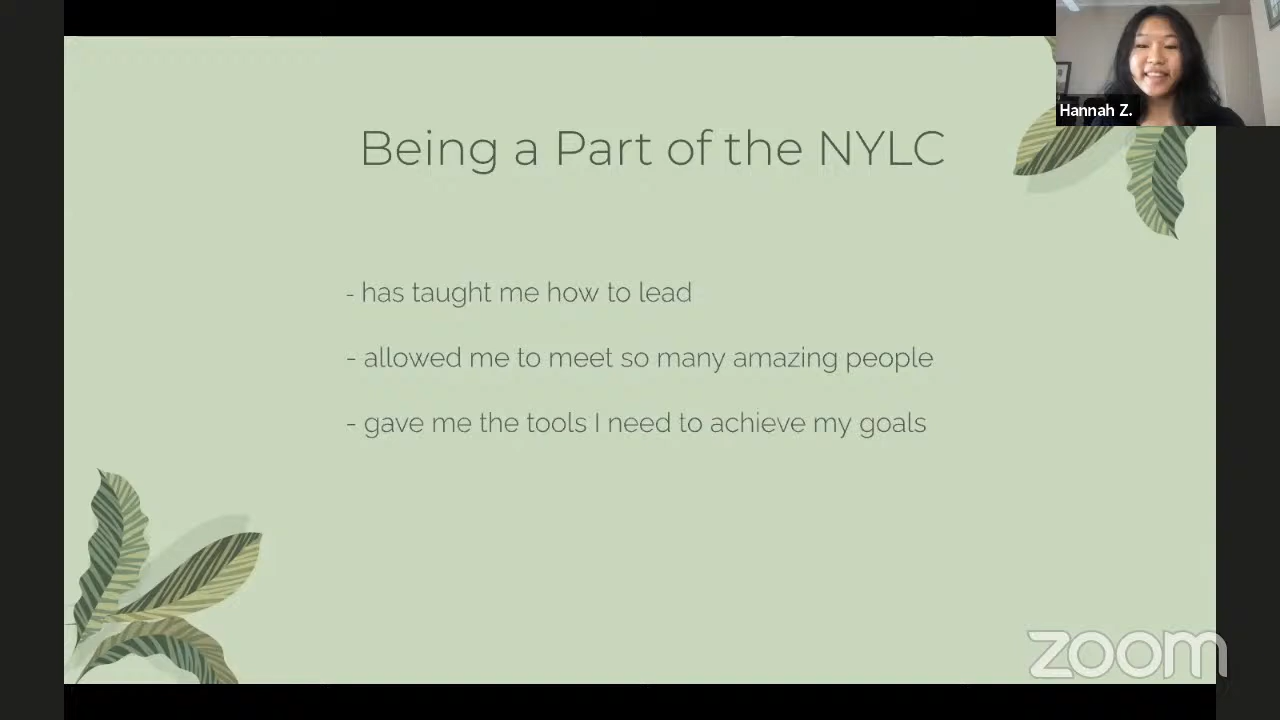 Hannah Z.
Being a Part of the NYLC
- has taught me how to lead
- allowed me to meet so many amazing people
- gave me the tools I need to achieve my goals
zoom